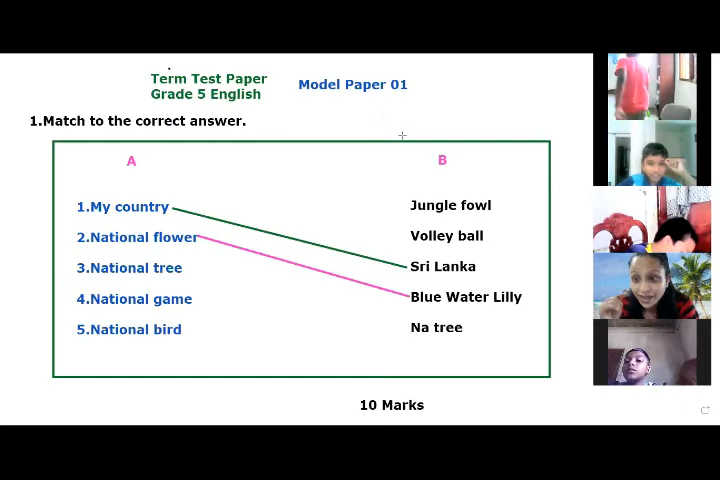 Term Test Paper
Grade 5 English
Model Paper 01
1.Match to the correct answer.
A
B
1.My country
Jungle fowl
2.National flower
Volley ball
3.National tree
Sri Lanka
4.National game
Blue Water Lilly
5.National bird
Na tree
10 Marks